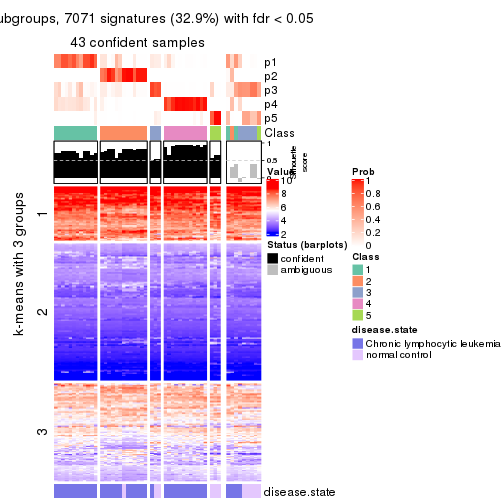 ubgroups, 7071 signatures (32.9%) with fdr < 0.05
43 confident samples
p1
p2
p3
p4
p5
Class
1
0.5
0
Silhouette
score
k-means with 3 groups
1
2
3
disease.state
Value
10
8
6
4
2
Status (barplots)
confident
ambiguous
Prob
1
0.8
0.6
0.4
0.2
0
Class
1
2
3
4
5
disease.state
Chronic lymphocytic leukemia
normal control